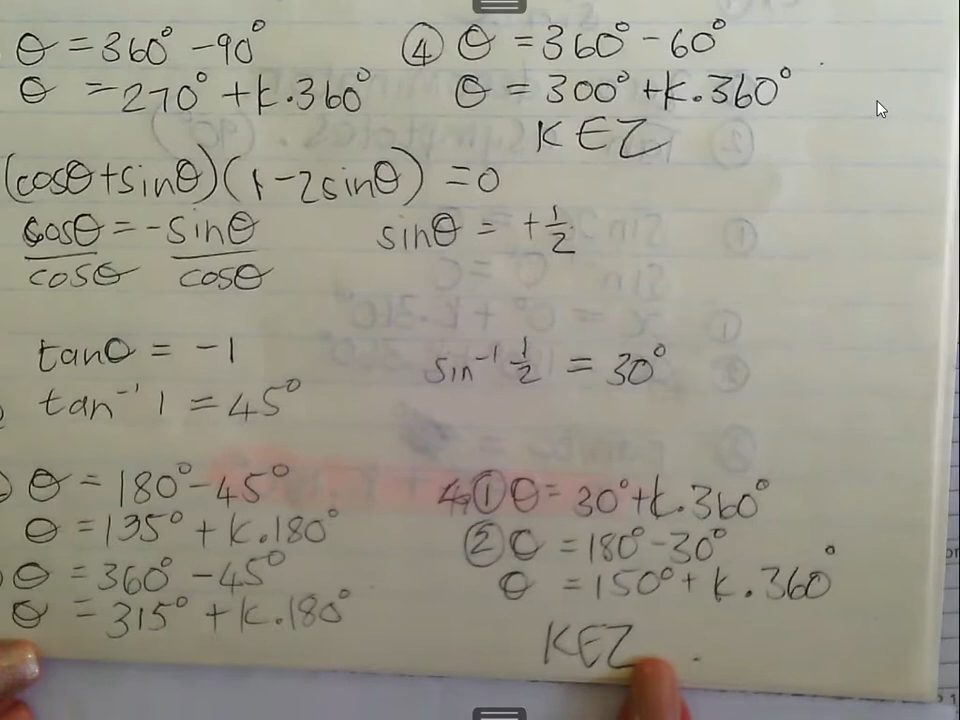 θ = 360° - 90°
θ = 270° + k.360°
④ θ = 360° - 60°
θ = 300° + k.360°
K E Z
(cosθ + sinθ)(1 - 2sinθ) = 0
cosθ/cosθ = -sinθ/cosθ
sinθ = +1/2
tanθ = -1
tan⁻¹ 1 = 45°
sin⁻¹ 1/2 = 30°
θ = 180° - 45°
θ = 135° + k.180°
θ = 360° - 45°
θ = 315° + k.180°
① θ = 30° + k.360°
② θ = 180° - 30°
θ = 150° + k.360°
KEZ